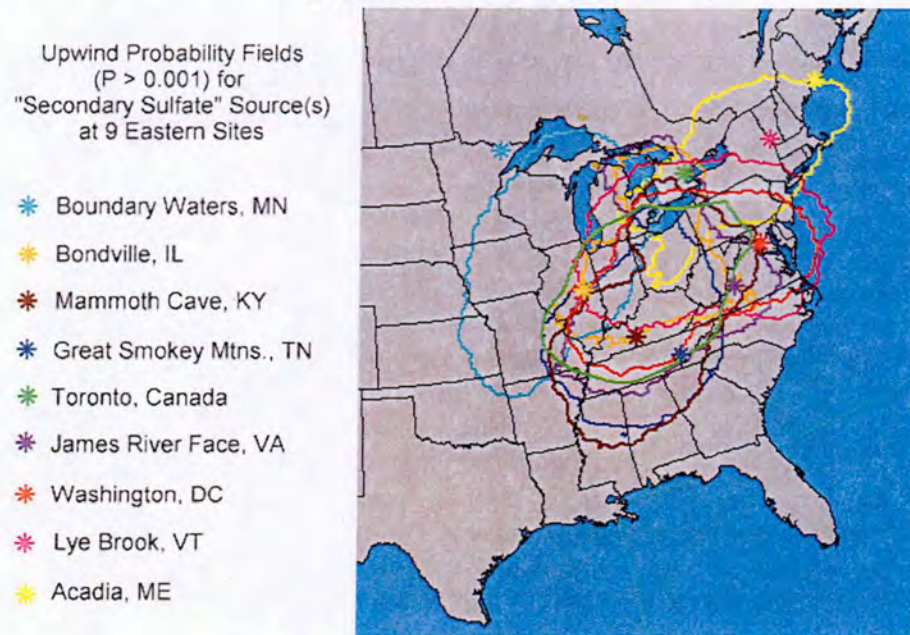 Upwind Probability Fields
(P > 0.001) for
"Secondary Sulfate" Source(s)
at 9 Eastern Sites
Boundary Waters, MN
Bondville, IL
Mammoth Cave, KY
Great Smokey Mtns., TN
Toronto, Canada
James River Face, VA
Washington, DC
Lye Brook, VT
Acadia, ME